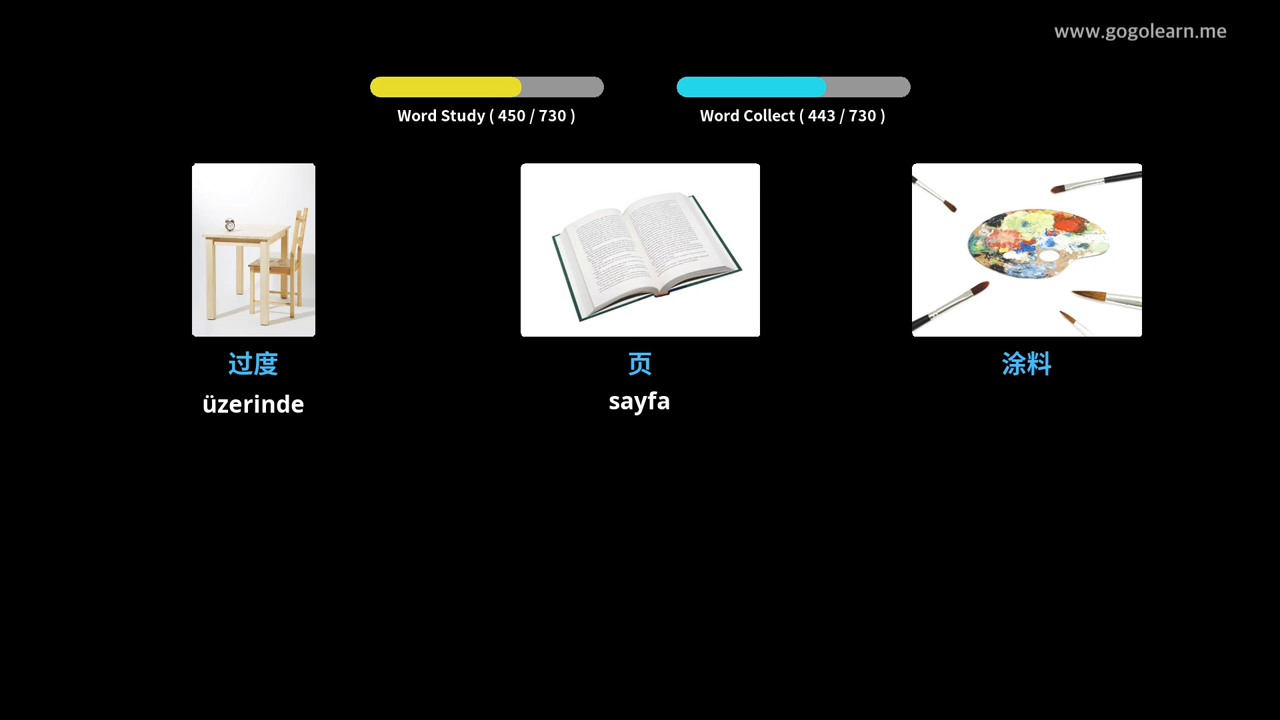 www.gogolearn.me
Word Study ( 450 / 730 )
Word Collect ( 443 / 730 )
过度
页
涂料
üzerinde
sayfa